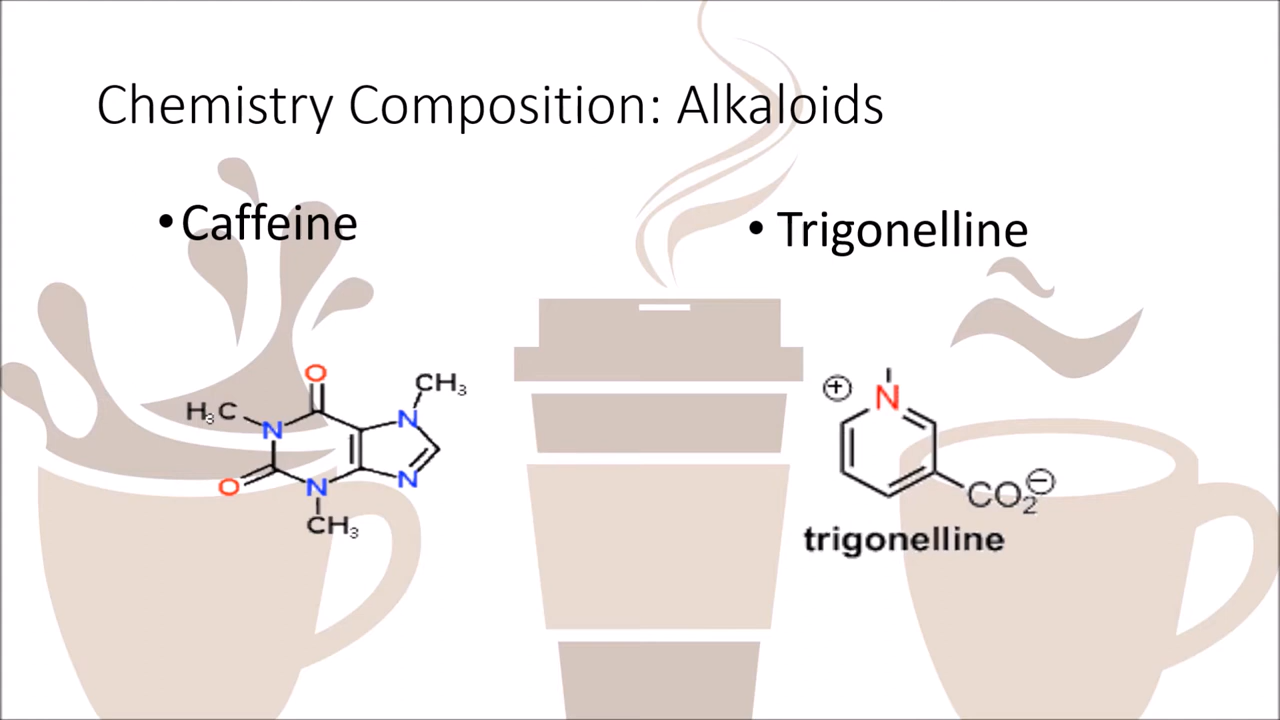 Chemistry Composition: Alkaloids
• Caffeine
• Trigonelline
O
CH₃
H₃C
N
N
O
N
N
CH₃
⊕
N
CO₂⊖
trigonelline